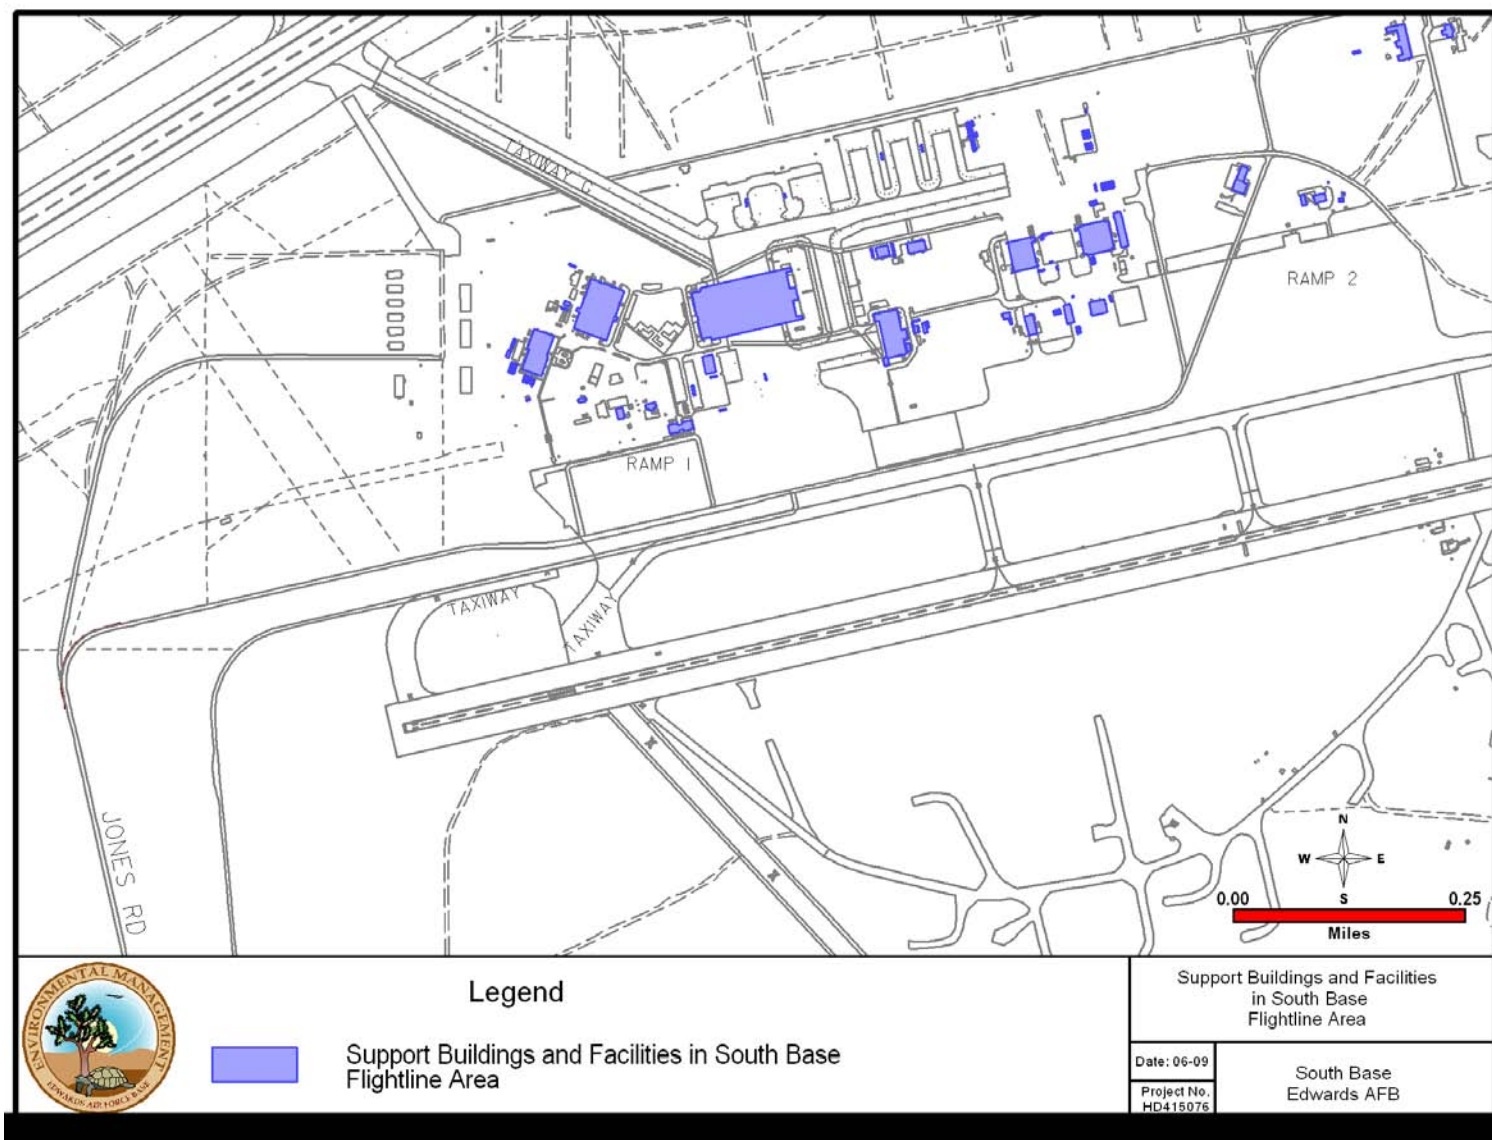 TAXIWAY C
RAMP 2
RAMP 1
TAXIWAY
TAXIWAY
JONES RD
N
W E
S
0.00 0.25
Miles
ENVIRONMENTAL MANAGEMENT
EDWARDS AIR FORCE BASE
Legend
Support Buildings and Facilities in South Base
Flightline Area
Support Buildings and Facilities
in South Base
Flightline Area
Date: 06-09
Project No.
HD415076
South Base
Edwards AFB